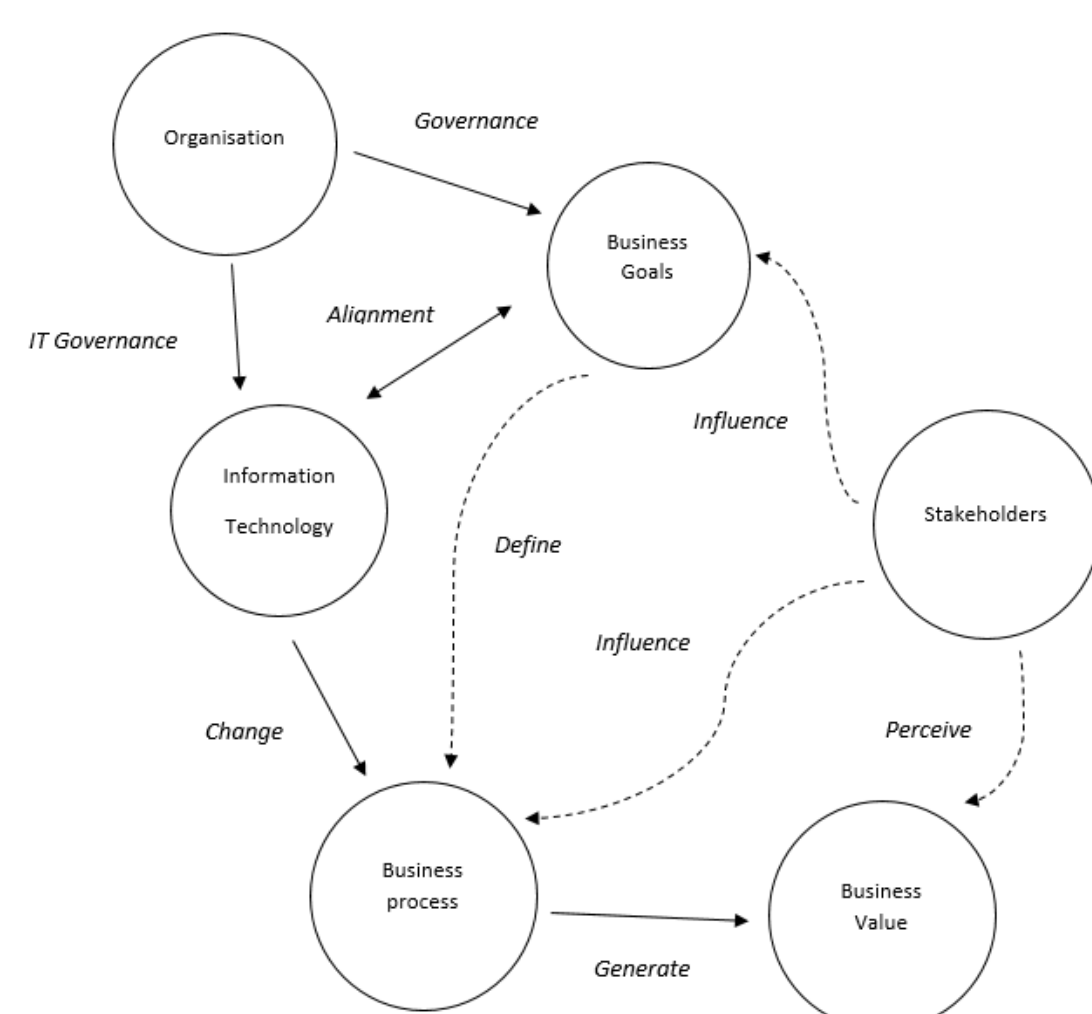 Governance
Organisation
Business
Goals
Alignment
IT Governance
Influence
Information
Technology
Stakeholders
Define
Influence
Change
Perceive
Business
process
Business
Value
Generate